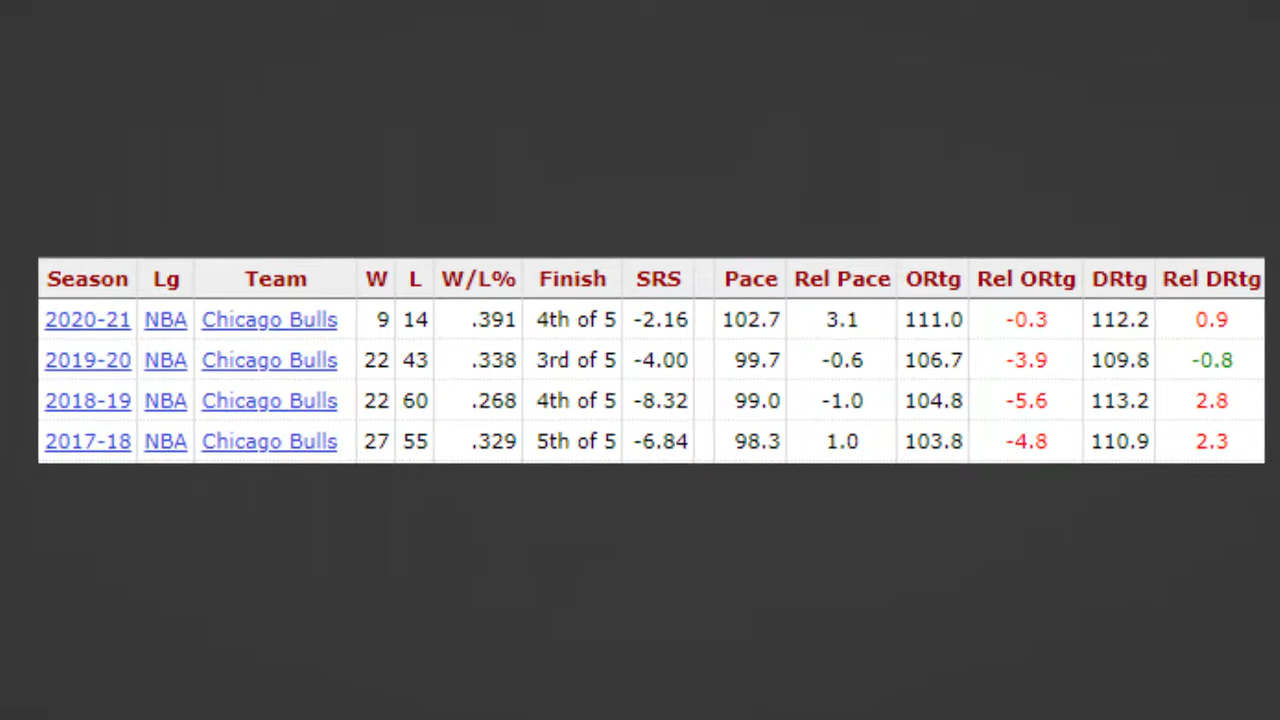 Season Lg Team W L W/L% Finish SRS Pace Rel Pace ORtg Rel ORtg DRtg Rel DRtg
2020-21 NBA Chicago Bulls 9 14 .391 4th of 5 -2.16 102.7 3.1 111.0 -0.3 112.2 0.9
2019-20 NBA Chicago Bulls 22 43 .338 3rd of 5 -4.00 99.7 -0.6 106.7 -3.9 109.8 -0.8
2018-19 NBA Chicago Bulls 22 60 .268 4th of 5 -8.32 99.0 -1.0 104.8 -5.6 113.2 2.8
2017-18 NBA Chicago Bulls 27 55 .329 5th of 5 -6.84 98.3 1.0 103.8 -4.8 110.9 2.3